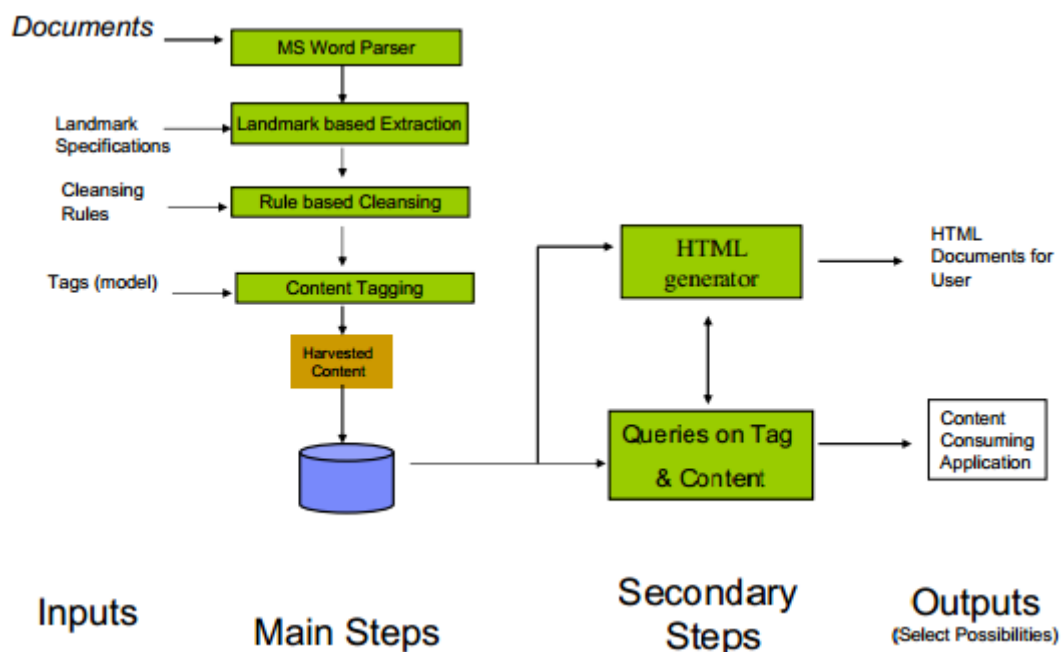 Documents
MS Word Parser
Landmark
Specifications
Landmark based Extraction
Cleansing
Rules
Rule based Cleansing
Tags (model)
Content Tagging
Harvested
Content
HTML
generator
HTML
Documents for
User
Queries on Tag
& Content
Content
Consuming
Application
Inputs
Main Steps
Secondary
Steps
Outputs
(Select Possibilities)